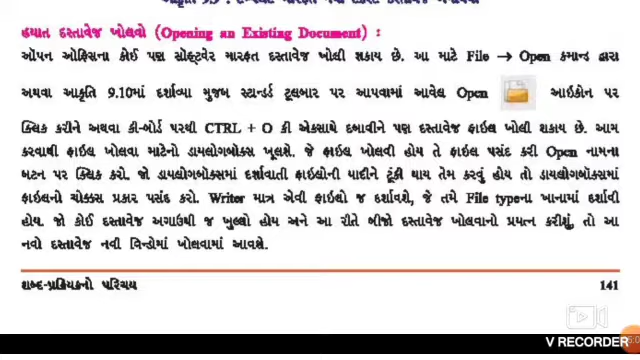 હયાત દસ્તાવેજ ખોલવો (Opening an Existing Document) :
ઑપન ઑફિસના કોઈ પણ સૉફ્ટવેર મારફત દસ્તાવેજ ખોલી શકાય છે. આ માટે File → Open કમાન્ડ દ્વારા
અથવા આકૃતિ 9.10માં દર્શાવ્યા મુજબ સ્ટાન્ડર્ડ ટૂલબાર પર આપવામાં આવેલ Open આઇકોન પર
ક્લિક કરીને અથવા કી-બોર્ડ પરથી CTRL + O કી એકસાથે દબાવીને પણ દસ્તાવેજ ફાઇલ ખોલી શકાય છે. આમ
કરવાથી ફાઇલ ખોલવા માટેનો ડાયલોગબોક્સ ખૂલશે. જે ફાઇલ ખોલવી હોય તે ફાઇલ પસંદ કરી Open નામના
બટન પર ક્લિક કરો. જો ડાયલોગબોક્સમાં દર્શાવાતી ફાઇલોની યાદીને ટૂંકી થાય તેમ કરવું હોય તો ડાયલોગબોક્સમાં
ફાઇલનો ચોક્કસ પ્રકાર પસંદ કરો. Writer માત્ર એવી ફાઇલો જ દર્શાવશે, જે તમે File typeના ખાનામાં દર્શાવી
હોય. જો કોઈ દસ્તાવેજ અગાઉથી જ ખુલ્લો હોય અને આ રીતે બીજો દસ્તાવેજ ખોલવાનો પ્રયત્ન કરીશું, તો આ
નવો દસ્તાવેજ નવી વિન્ડોમાં ખોલવામાં આવશે.
શબ્દ-પ્રક્રિયકનો પરિચય 141
V RECORDER